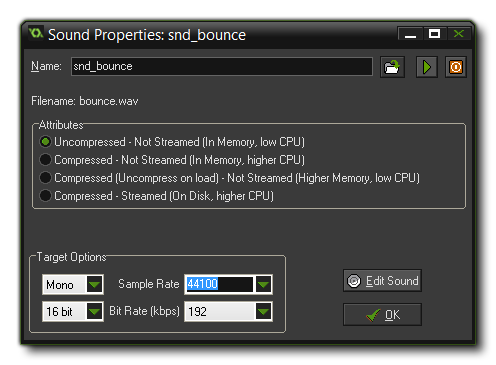 Sound Properties: snd_bounce
Name: snd_bounce
Filename: bounce.wav
Attributes
Uncompressed - Not Streamed (In Memory, low CPU)
Compressed - Not Streamed (In Memory, higher CPU)
Compressed (Uncompress on load) - Not Streamed (Higher Memory, low CPU)
Compressed - Streamed (On Disk, higher CPU)
Target Options
Mono Sample Rate 44100 Edit Sound
16 bit Bit Rate (kbps) 192 OK